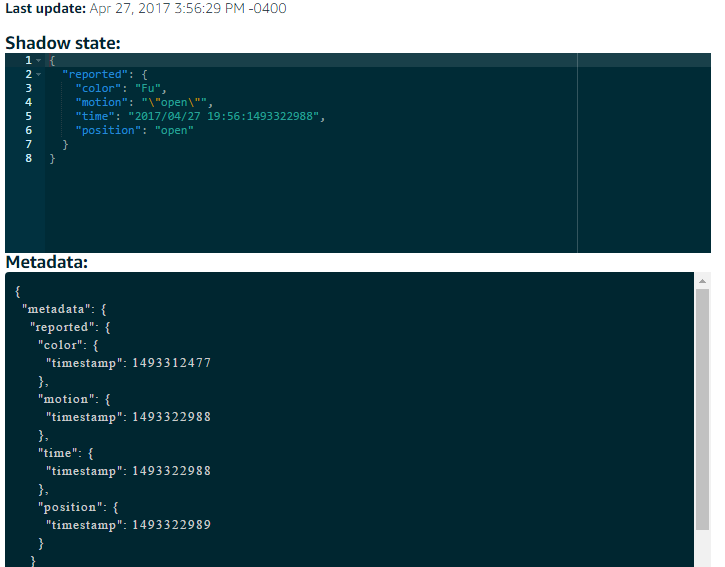 Last update: Apr 27, 2017 3:56:29 PM -0400
Shadow state:
1 {
2 "reported": {
3 "color": "Fu",
4 "motion": "\"open\"",
5 "time": "2017/04/27 19:56:1493322988",
6 "position": "open"
7 }
8 }
Metadata:
{
"metadata": {
"reported": {
"color": {
"timestamp": 1493312477
},
"motion": {
"timestamp": 1493322988
},
"time": {
"timestamp": 1493322988
},
"position": {
"timestamp": 1493322989
}
}